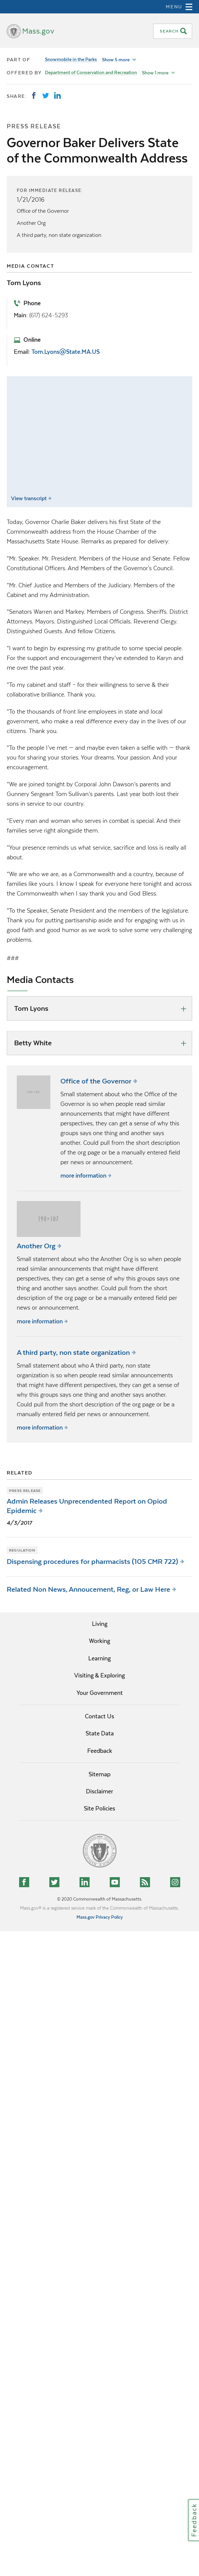 MENU
Mass.gov
SEARCH
PART OF Snowmobile in the Parks Show 5 more
OFFERED BY Department of Conservation and Recreation Show 1 more
SHARE:
PRESS RELEASE
Governor Baker Delivers State
of the Commonwealth Address
FOR IMMEDIATE RELEASE:
1/21/2016
Office of the Governor
Another Org
A third party, non state organization
MEDIA CONTACT
Tom Lyons
Phone
Main: (617) 624-5293
Online
Email: Tom.Lyons@State.MA.US
View transcript
Today, Governor Charlie Baker delivers his first State of the
Commonwealth address from the House Chamber of the
Massachusetts State House. Remarks as prepared for delivery:
"Mr. Speaker. Mr. President. Members of the House and Senate. Fellow
Constitutional Officers. And Members of the Governor's Council.
"Mr. Chief Justice and Members of the Judiciary. Members of the
Cabinet and my Administration.
"Senators Warren and Markey. Members of Congress. Sheriffs. District
Attorneys. Mayors. Distinguished Local Officials. Reverend Clergy.
Distinguished Guests. And fellow Citizens.
"I want to begin by expressing my gratitude to some special people.
For the support and encouragement they've extended to Karyn and
me over the past year.
"To my cabinet and staff - for their willingness to serve & their
collaborative brilliance. Thank you.
"To the thousands of front line employees in state and local
government, who make a real difference every day in the lives of our
citizens. Thank you.
"To the people I've met — and maybe even taken a selfie with — thank
you for sharing your stories. Your dreams. Your passion. And your
encouragement.
"We are joined tonight by Corporal John Dawson's parents and
Gunnery Sergeant Tom Sullivan's parents. Last year both lost their all
in service to our country.
"Every man and woman who serves in combat is special. And their
families serve right alongside them.
"Your presence reminds us what service, sacrifice and loss is really all
about.
"We are who we are, as a Commonwealth and a country, because of
families like yours. I know I speak for everyone here tonight and across
the Commonwealth when I say thank you and God Bless.
"To the Speaker, Senate President and the members of the legislature.
Thank you for putting partisanship aside and for engaging with us in
good faith and good humor as we work to solve some very challenging
problems.
###
Media Contacts
Tom Lyons
Betty White
Office of the Governor
Small statement about who the Office of the
Governor is so when people read similar
announcements that might have different
perspectives, they can get a sense of why this
groups says one thing and another says
another. Could pull from the short description
of the org page or be a manually entered field
per news or announcement.
more information
Another Org
Small statement about who the Another Org is so when people
read similar announcements that might have different
perspectives, they can get a sense of why this groups says one
thing and another says another. Could pull from the short
description of the org page or be a manually entered field per
news or announcement.
more information
A third party, non state organization
Small statement about who A third party, non state
organization is so when people read similar announcements
that might have different perspectives, they can get a sense of
why this groups says one thing and another says another.
Could pull from the short description of the org page or be a
manually entered field per news or announcement.
more information
RELATED
PRESS RELEASE
Admin Releases Unprecendented Report on Opiod
Epidemic
4/3/2017
REGULATION
Dispensing procedures for pharmacists (105 CMR 722)
Related Non News, Annoucement, Reg, or Law Here
Living
Working
Learning
Visiting & Exploring
Your Government
Contact Us
State Data
Feedback
Sitemap
Disclaimer
Site Policies
© 2020 Commonwealth of Massachusetts.
Mass.gov® is a registered service mark of the Commonwealth of Massachusetts.
Mass.gov Privacy Policy
Feedback